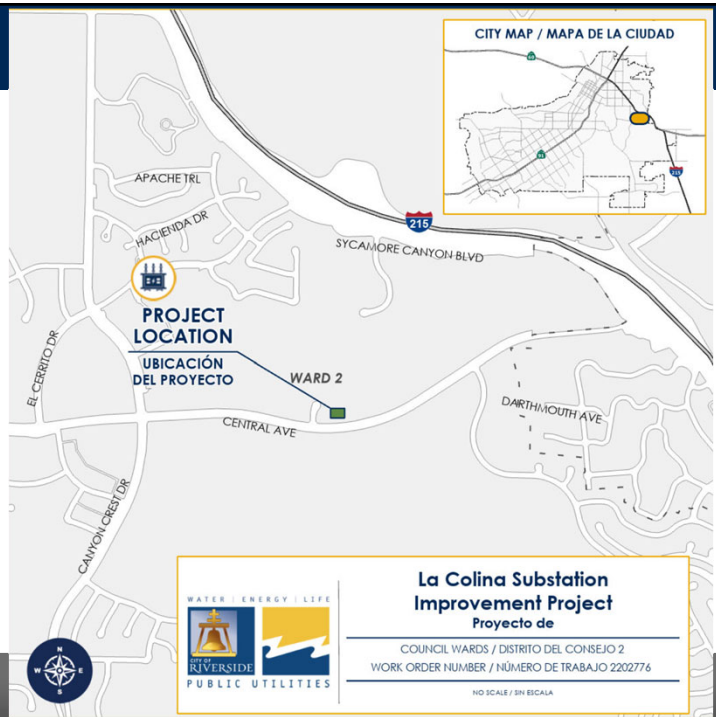 CITY MAP / MAPA DE LA CIUDAD
91
215
APACHE TRL
HACIENDA DR
215
SYCAMORE CANYON BLVD
PROJECT
LOCATION
UBICACIÓN
DEL PROYECTO
WARD 2
EL CERRITO DR
CENTRAL AVE
DARTHMOUTH AVE
CANYON CREST DR
WATER | ENERGY | LIFE
CITY OF
RIVERSIDE
PUBLIC UTILITIES
La Colina Substation
Improvement Project
Proyecto de
COUNCIL WARDS / DISTRITO DEL CONSEJO 2
WORK ORDER NUMBER / NÚMERO DE TRABAJO 2202776
NO SCALE / SIN ESCALA
N
W E
S